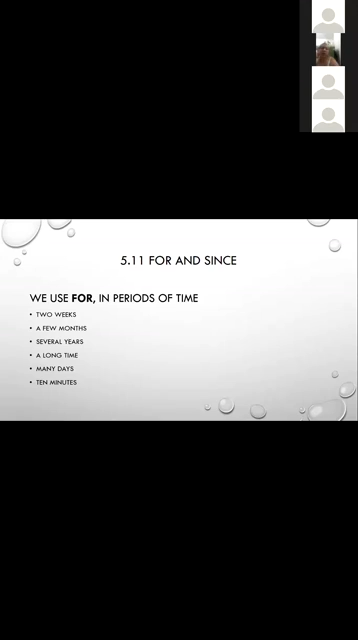 5.11 FOR AND SINCE
WE USE FOR, IN PERIODS OF TIME
• TWO WEEKS
• A FEW MONTHS
• SEVERAL YEARS
• A LONG TIME
• MANY DAYS
• TEN MINUTES